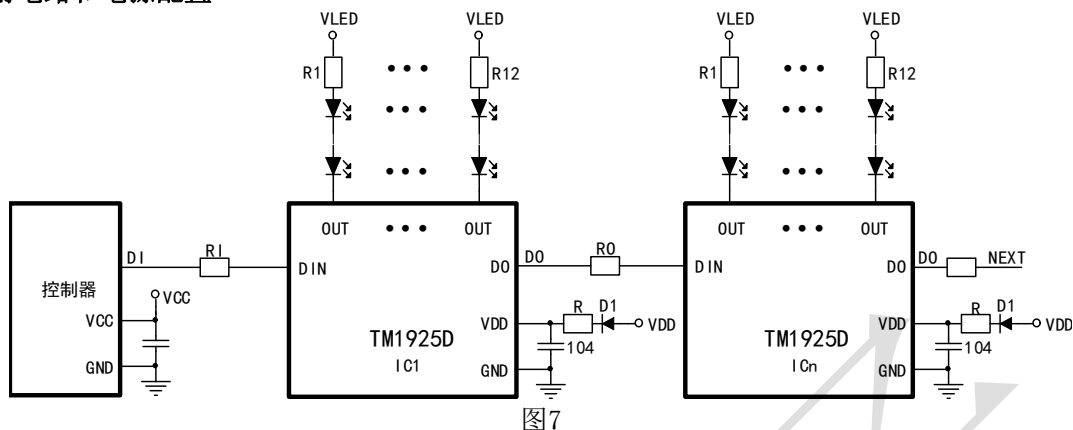 VLED VLED VLED VLED
R1 ••• R12 R1 ••• R12
•••  •••
•••  •••
OUT ••• OUT OUT ••• OUT
DI RI DIN DO DO RO DIN DO DO NEXT
控制器 VCC
VCC VDD R D1 VDD VDD R D1 VDD
TM1925D 104 TM1925D 104
GND IC1 GND ICn GND
图7